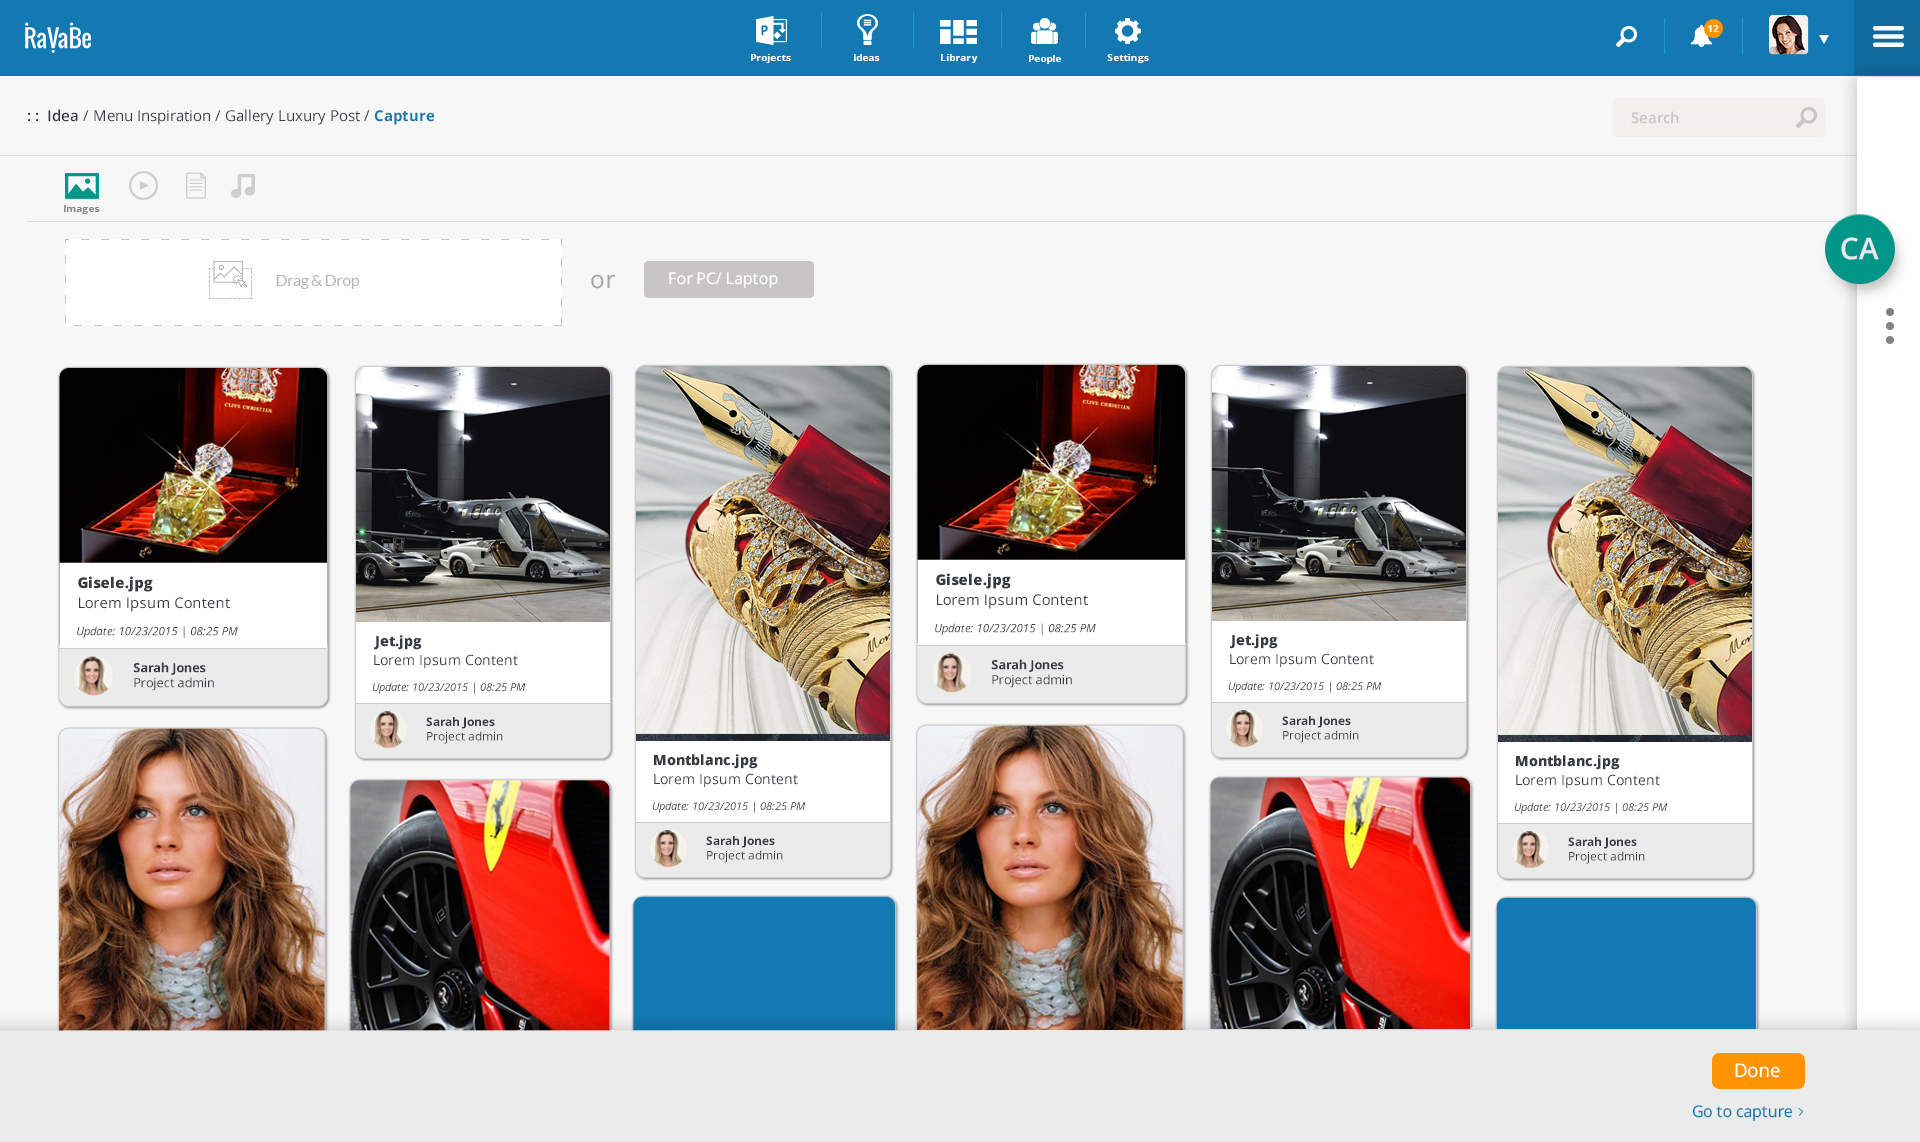 RaVaBe
Projects
Ideas
Library
People
Settings
12
:: Idea / Menu Inspiration / Gallery Luxury Post / Capture
Search
Images
CA
Drag & Drop
or
For PC/ Laptop
CLIVE CHRISTIAN
Gisele.jpg
Lorem Ipsum Content
Update: 10/23/2015 | 08:25 PM
Sarah Jones
Project admin
Jet.jpg
Lorem Ipsum Content
Update: 10/23/2015 | 08:25 PM
Sarah Jones
Project admin
Montblanc.jpg
Lorem Ipsum Content
Update: 10/23/2015 | 08:25 PM
Sarah Jones
Project admin
CLIVE CHRISTIAN
Gisele.jpg
Lorem Ipsum Content
Update: 10/23/2015 | 08:25 PM
Sarah Jones
Project admin
Jet.jpg
Lorem Ipsum Content
Update: 10/23/2015 | 08:25 PM
Sarah Jones
Project admin
Montblanc.jpg
Lorem Ipsum Content
Update: 10/23/2015 | 08:25 PM
Sarah Jones
Project admin
Done
Go to capture >